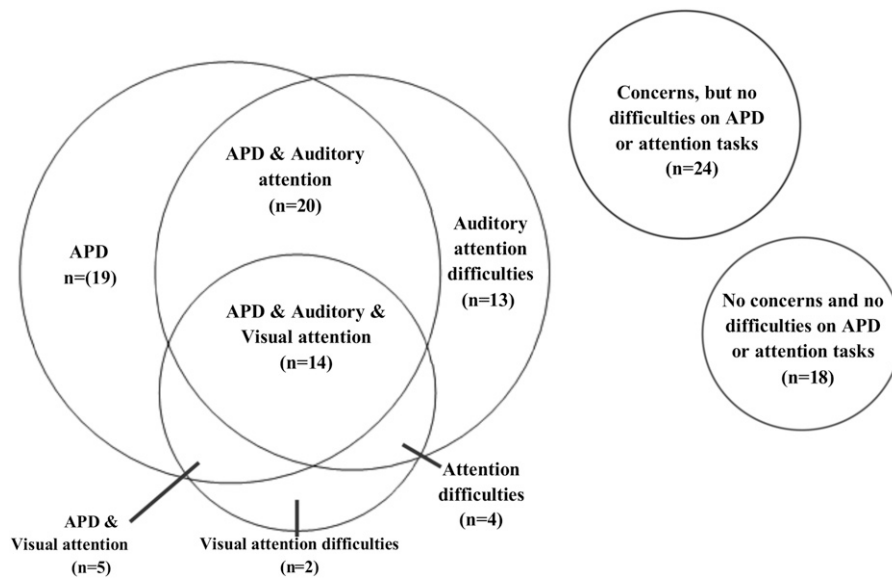 Concerns, but no
difficulties on APD
or attention tasks
(n=24)
APD & Auditory
attention
(n=20)
APD
n=(19)
Auditory
attention
difficulties
(n=13)
APD & Auditory &
Visual attention
(n=14)
No concerns and no
difficulties on APD
or attention tasks
(n=18)
Attention
difficulties
(n=4)
APD &
Visual attention
(n=5)
Visual attention difficulties
(n=2)